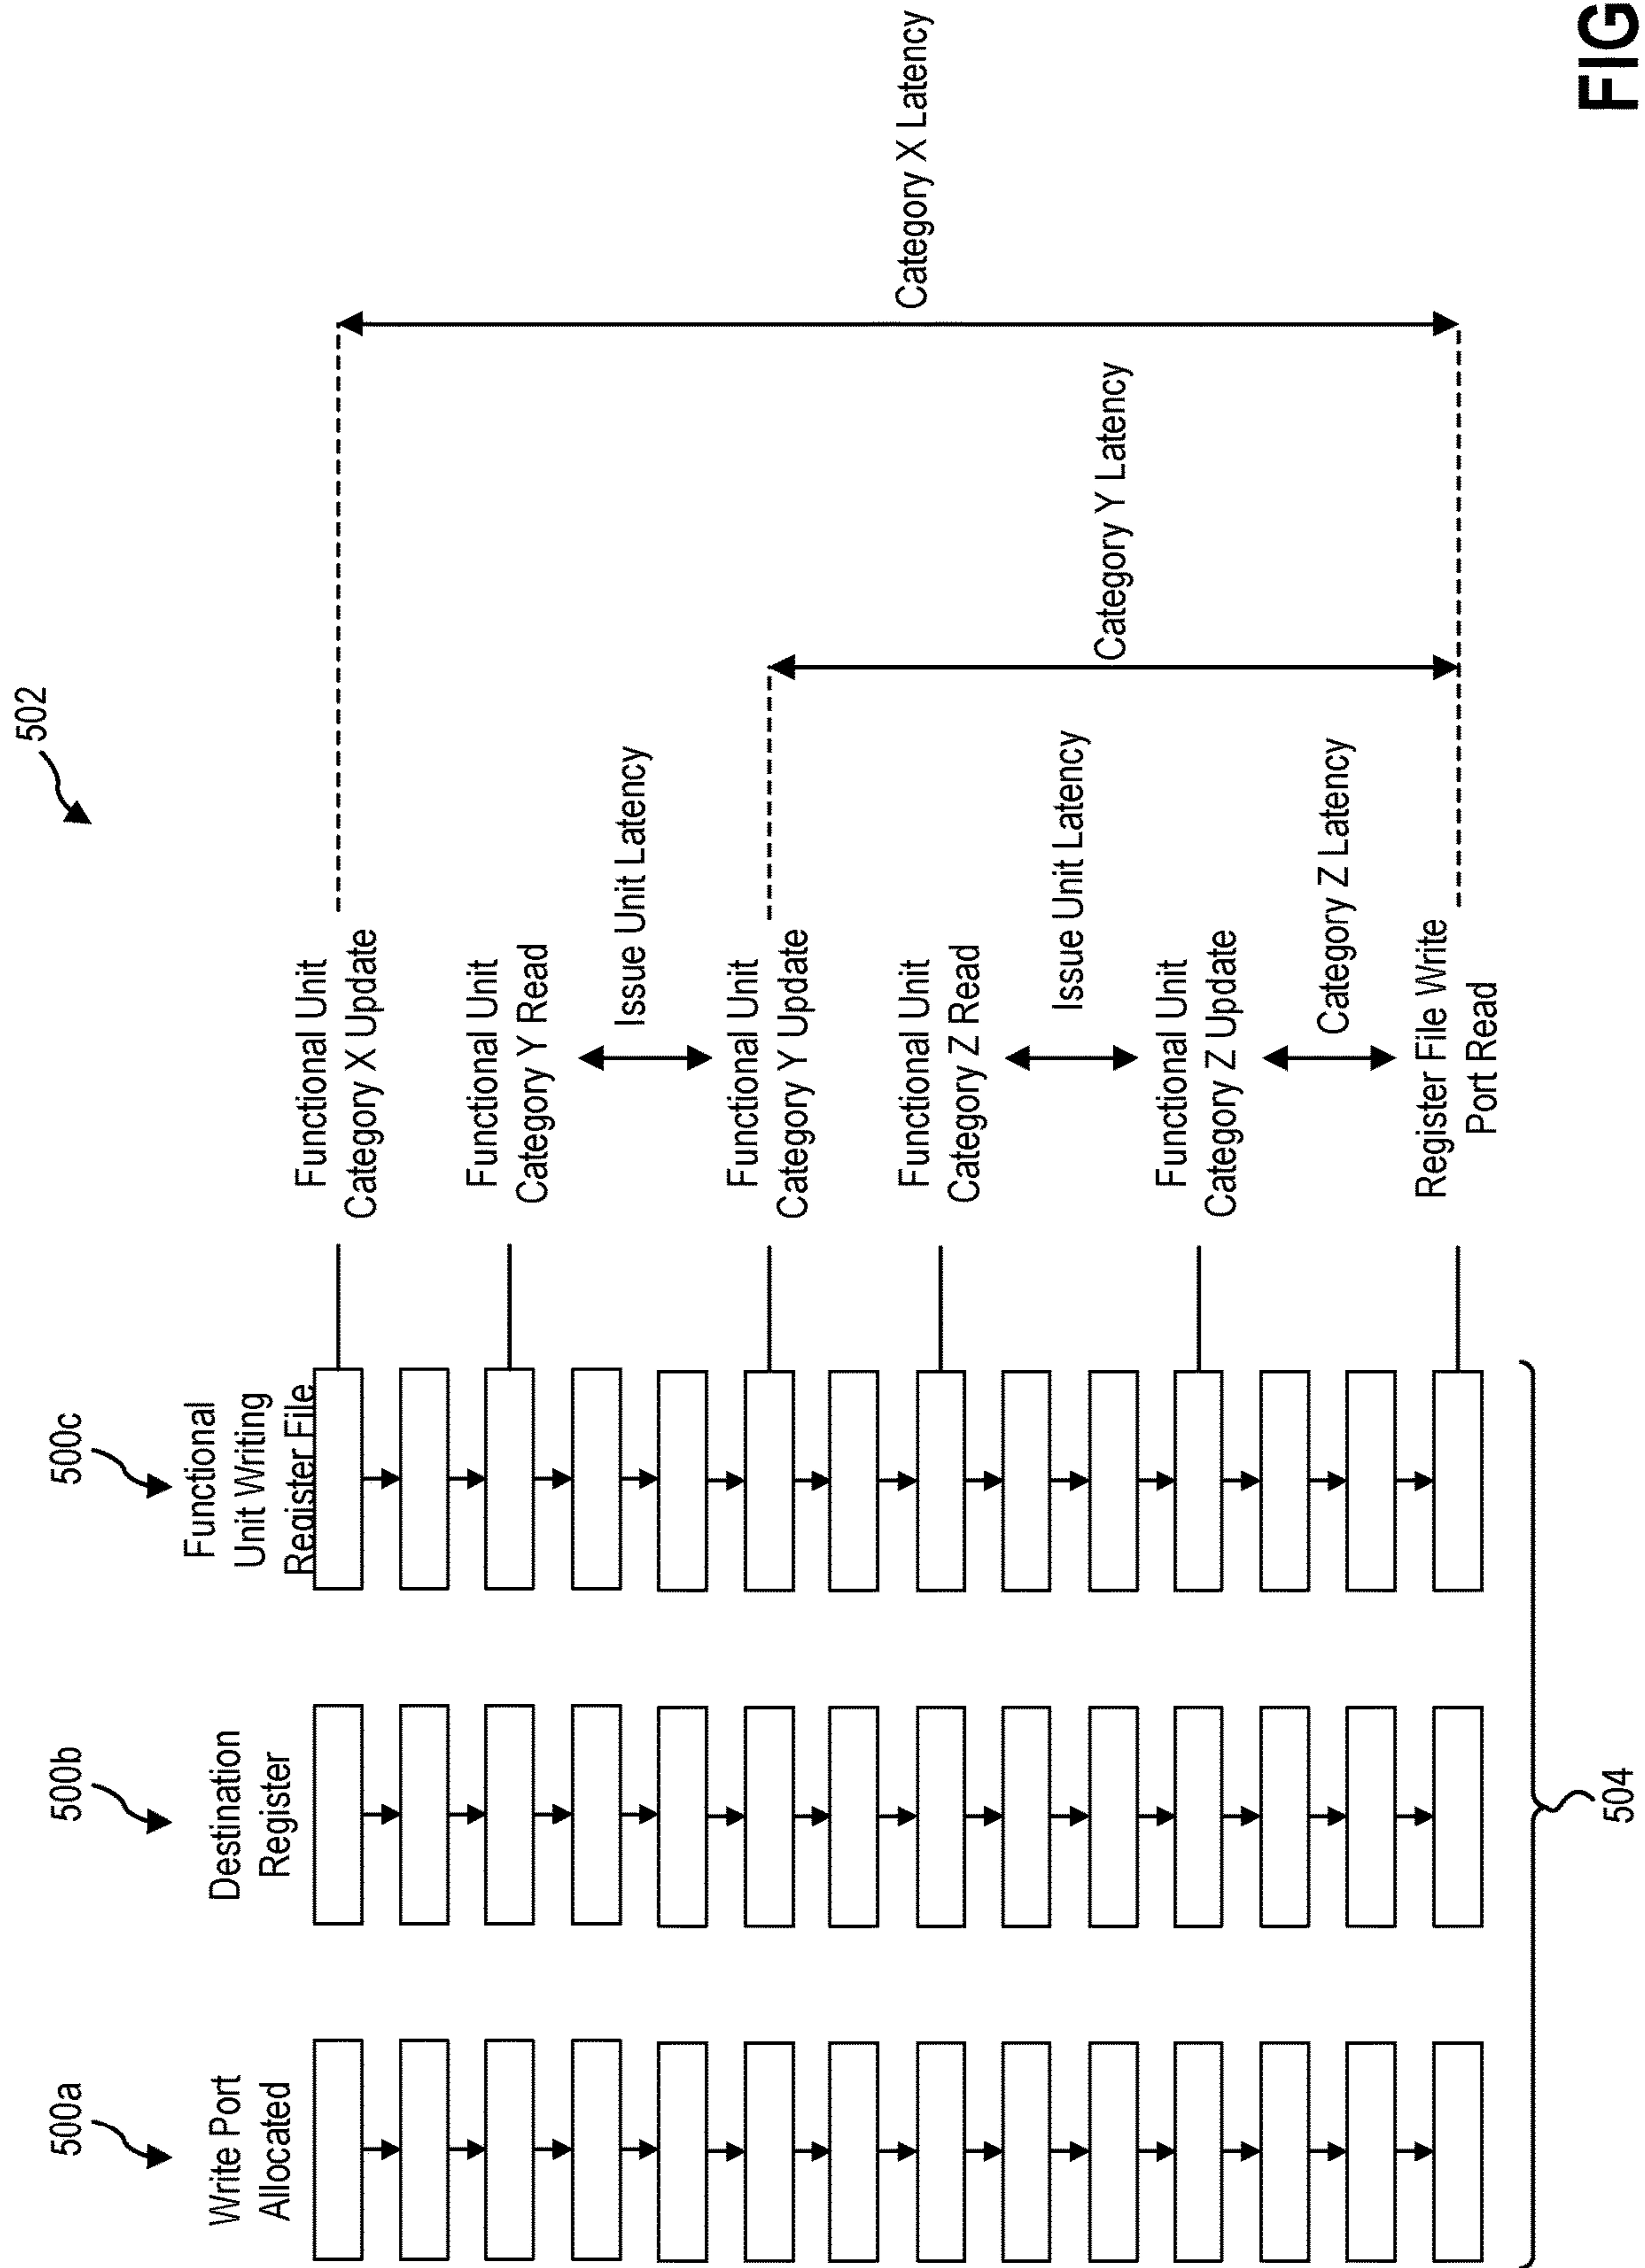 502
500a
Write Port
Allocated
500b
Destination
Register
500c
Functional
Unit Writing
Register File
Functional Unit
Category X Update
Functional Unit
Category Y Read
Issue Unit Latency
Functional Unit
Category Y Update
Functional Unit
Category Z Read
Issue Unit Latency
Functional Unit
Category Z Update
Category Z Latency
Register File Write
Port Read
Category Y Latency
Category X Latency
504
FIG